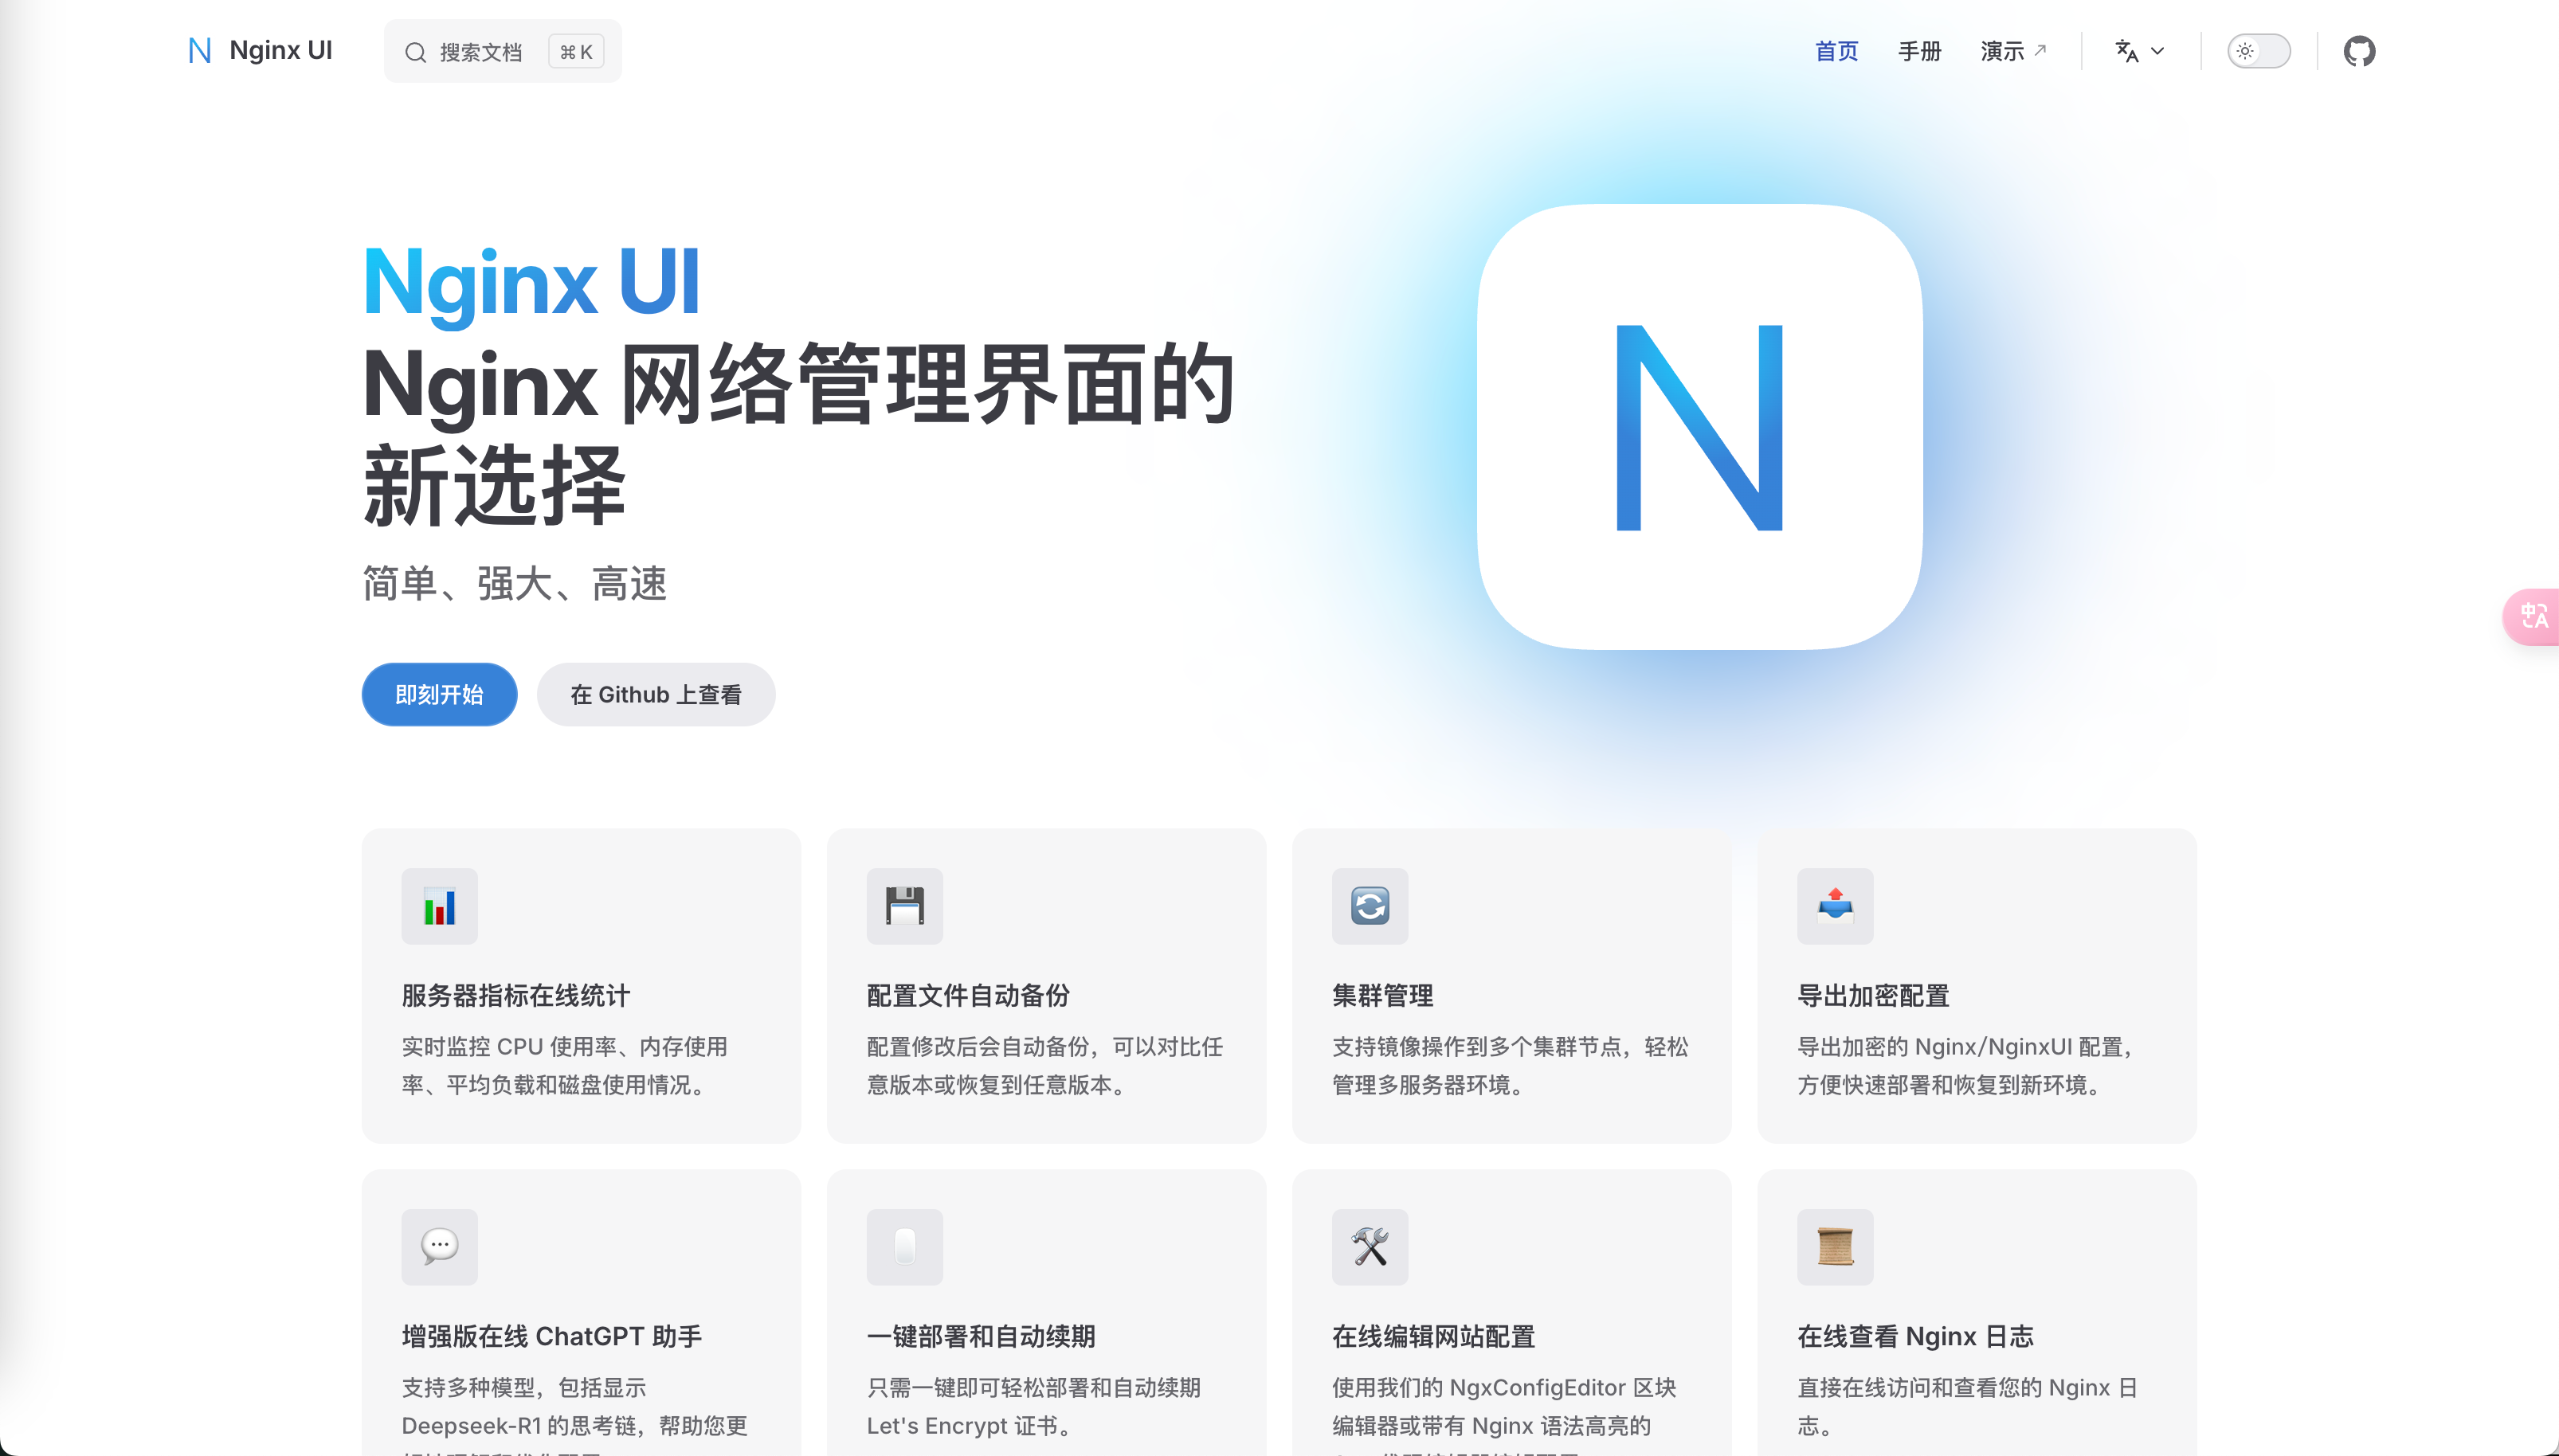 Nginx UI
搜索文档
⌘ K
首页
手册
演示
Nginx UI
Nginx 网络管理界面的
新选择
简单、强大、高速
即刻开始
在 Github 上查看
服务器指标在线统计
实时监控 CPU 使用率、内存使用
率、平均负载和磁盘使用情况。
配置文件自动备份
配置修改后会自动备份，可以对比任
意版本或恢复到任意版本。
集群管理
支持镜像操作到多个集群节点，轻松
管理多服务器环境。
导出加密配置
导出加密的 Nginx/NginxUI 配置，
方便快速部署和恢复到新环境。
增强版在线 ChatGPT 助手
支持多种模型，包括显示
Deepseek-R1 的思考链，帮助您更
一键部署和自动续期
只需一键即可轻松部署和自动续期
Let's Encrypt 证书。
在线编辑网站配置
使用我们的 NgxConfigEditor 区块
编辑器或带有 Nginx 语法高亮的
在线查看 Nginx 日志
直接在线访问和查看您的 Nginx 日
志。